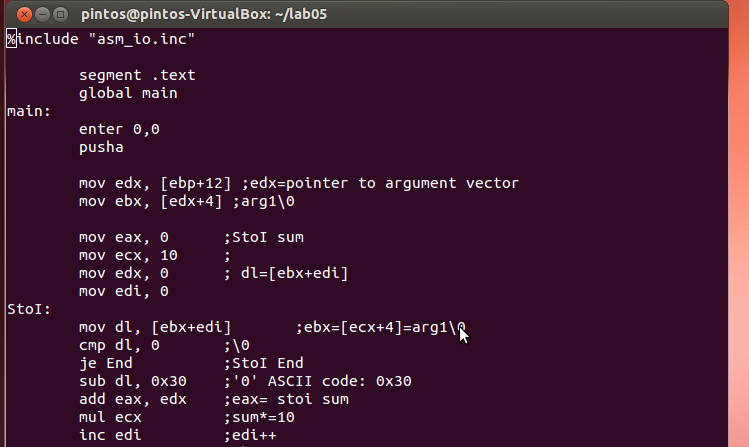 pintos@pintos-VirtualBox: ~/lab05
%include "asm_io.inc"
segment .text
global main
main:
enter 0,0
pusha
mov edx, [ebp+12] ;edx=pointer to argument vector
mov ebx, [edx+4] ;arg1\0
mov eax, 0 ;StoI sum
mov ecx, 10 ;
mov edx, 0 ; dl=[ebx+edi]
mov edi, 0
StoI:
mov dl, [ebx+edi] ;ebx=[ecx+4]=arg1\0
cmp dl, 0 ;\0
je End ;StoI End
sub dl, 0x30 ;'0' ASCII code: 0x30
add eax, edx ;eax= stoi sum
mul ecx ;sum*=10
inc edi ;edi++